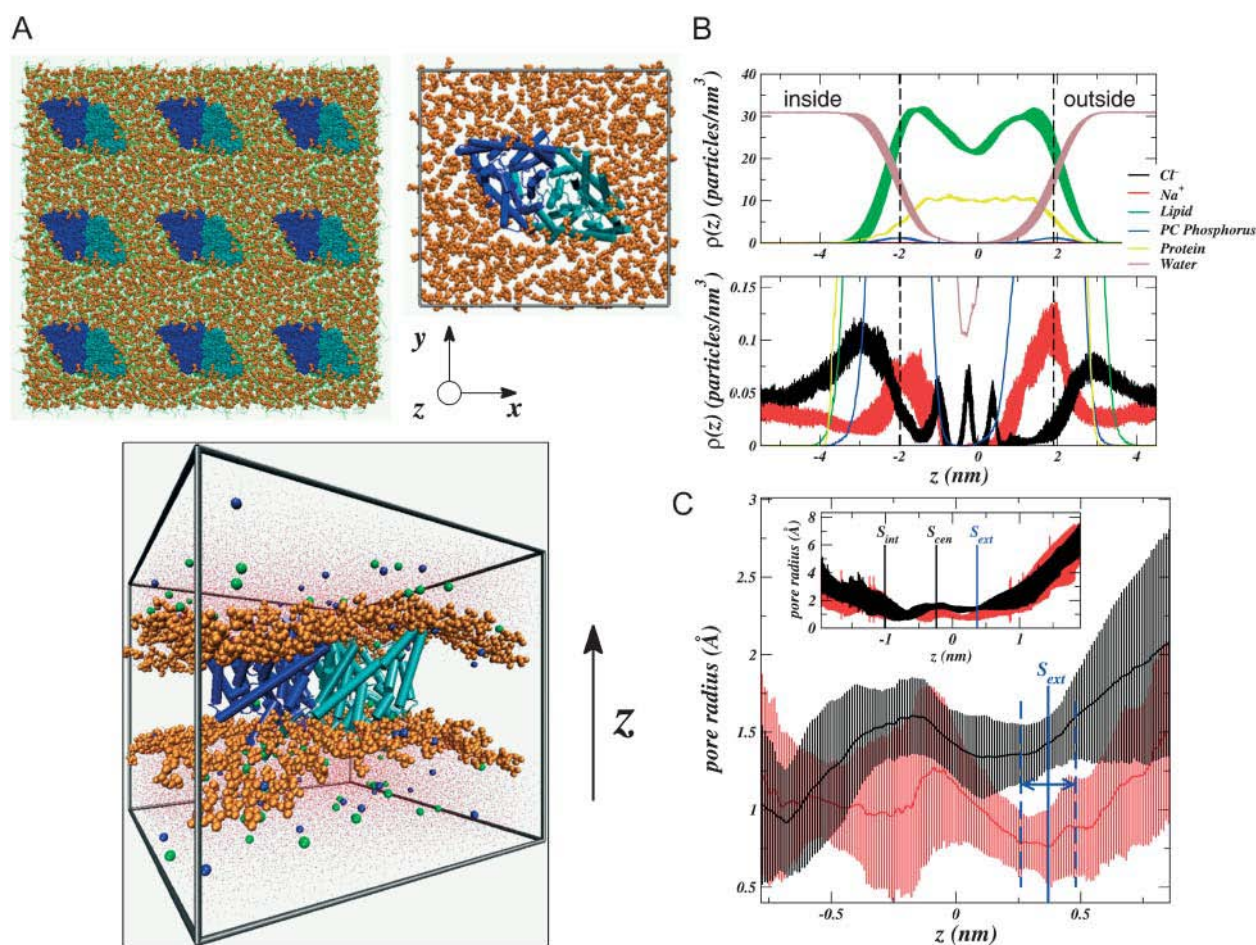 A
y
z
x
z
B
ρ(z) (particles/nm³)
40
30
20
10
0
inside
outside
-4
-2
0
2
4
Cl⁻
Na⁺
Lipid
PC Phosphorus
Protein
Water
ρ(z) (particles/nm³)
0.15
0.1
0.05
0
-4
-2
0
2
4
z (nm)
C
pore radius (Å)
3
2.5
2
1.5
1
0.5
pore radius (Å)
8
6
4
2
0
S_int
S_cen
S_ext
-1
0
1
z (nm)
S_ext
-0.5
0
0.5
z (nm)